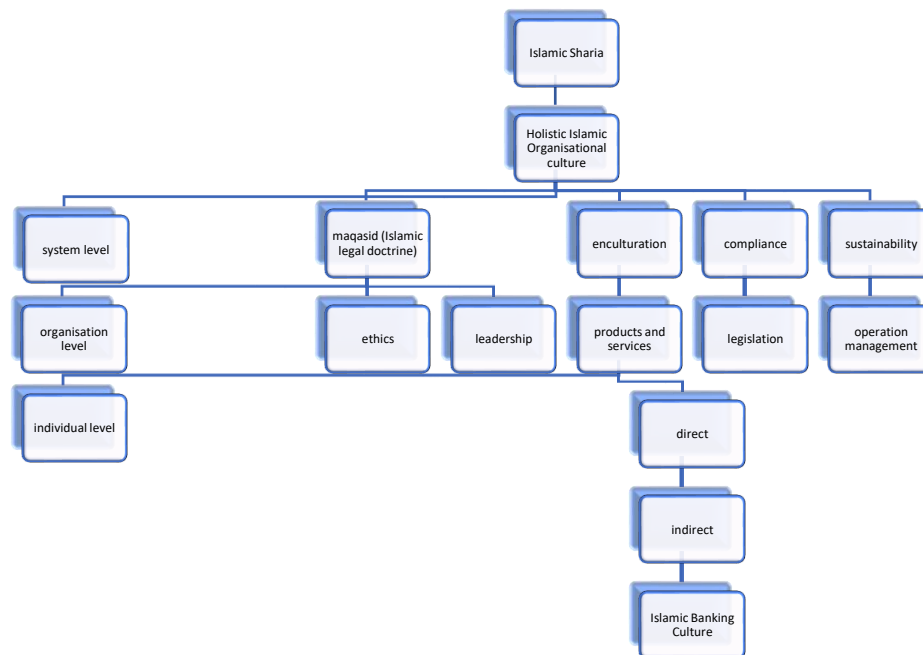 Islamic Sharia
Holistic Islamic
Organisational
culture
system level
maqasid (Islamic
legal doctrine)
enculturation
compliance
sustainability
organisation
level
ethics
leadership
products and
services
legislation
operation
management
individual level
direct
indirect
Islamic Banking
Culture